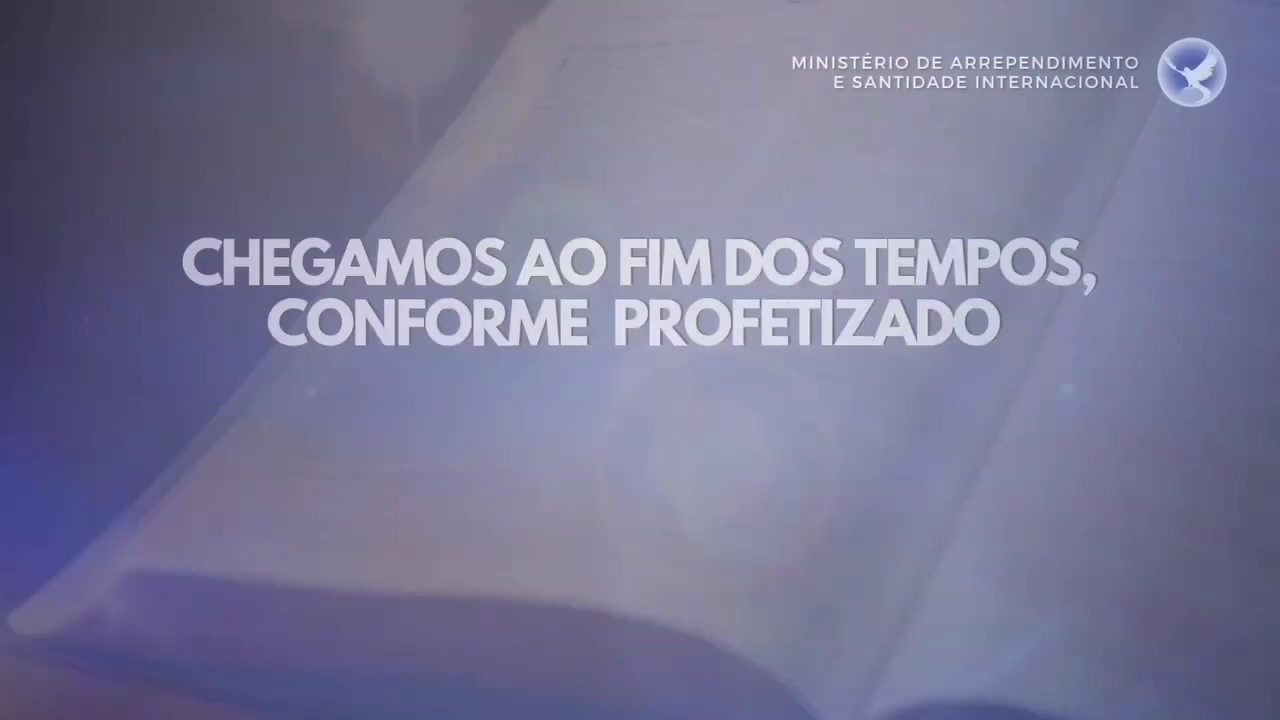 MINISTÉRIO DE ARREPENDIMENTO
E SANTIDADE INTERNACIONAL
CHEGAMOS AO FIM DOS TEMPOS,
CONFORME PROFETIZADO